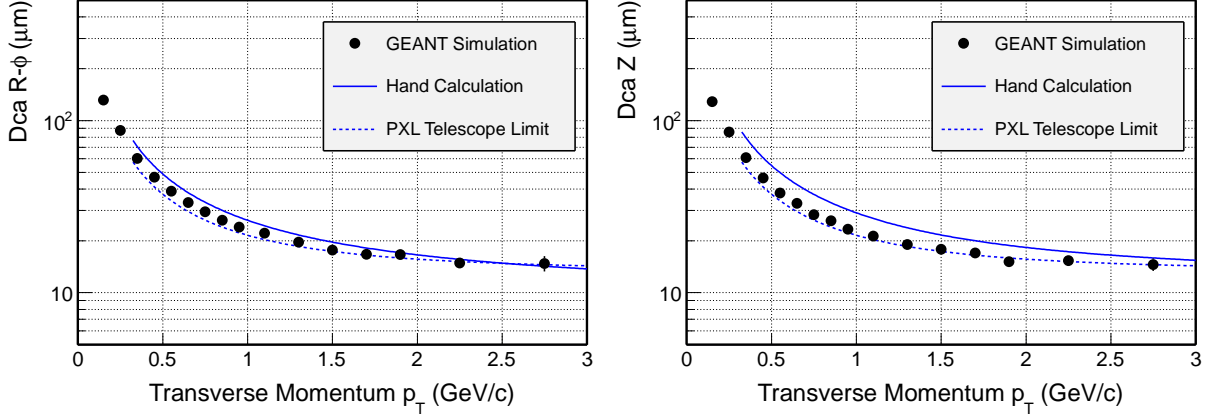 Dca R-ϕ (μm)
10²
10
GEANT Simulation
Hand Calculation
PXL Telescope Limit
0 0.5 1 1.5 2 2.5 3
Transverse Momentum p_T (GeV/c)
Dca Z (μm)
10²
10
GEANT Simulation
Hand Calculation
PXL Telescope Limit
0 0.5 1 1.5 2 2.5 3
Transverse Momentum p_T (GeV/c)